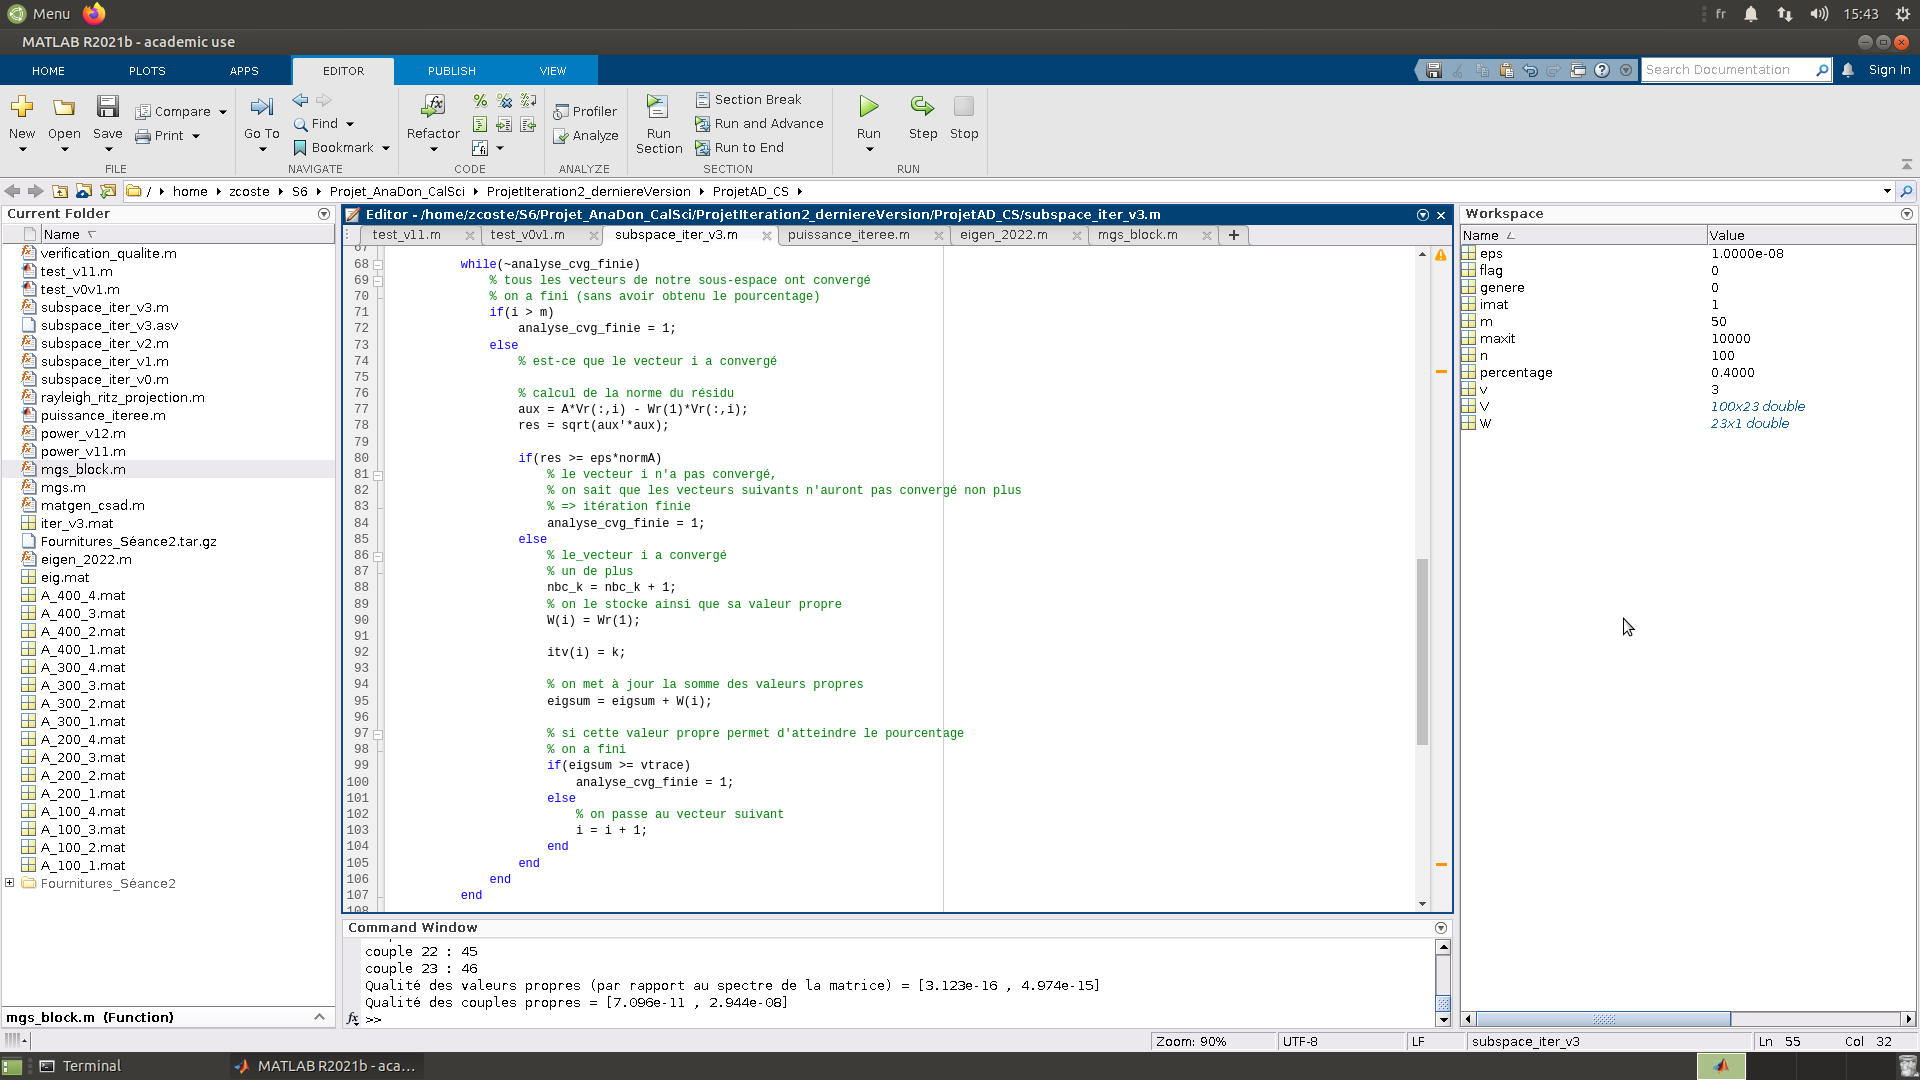 Menu
fr
15:43
MATLAB R2021b - academic use
HOME
PLOTS
APPS
EDITOR
PUBLISH
VIEW
Search Documentation
Sign In
New
Open
Save
Compare
Print
FILE
Go To
Find
Bookmark
NAVIGATE
Refactor
CODE
Profiler
Analyze
ANALYZE
Run Section
Section Break
Run and Advance
Run to End
SECTION
Run
Step
Stop
RUN
/ home zcoste S6 Projet_AnaDon_CalSci ProjetIteration2_derniereVersion ProjetAD_CS
Current Folder
Name
verification_qualite.m
test_v11.m
test_v0v1.m
subspace_iter_v3.m
subspace_iter_v3.asv
subspace_iter_v2.m
subspace_iter_v1.m
subspace_iter_v0.m
rayleigh_ritz_projection.m
puissance_iteree.m
power_v12.m
power_v11.m
mgs_block.m
mgs.m
matgen_csad.m
iter_v3.mat
Fournitures_Séance2.tar.gz
eigen_2022.m
eig.mat
A_400_4.mat
A_400_3.mat
A_400_2.mat
A_400_1.mat
A_300_4.mat
A_300_3.mat
A_300_2.mat
A_300_1.mat
A_200_4.mat
A_200_3.mat
A_200_2.mat
A_200_1.mat
A_100_4.mat
A_100_3.mat
A_100_2.mat
A_100_1.mat
Fournitures_Séance2
mgs_block.m (Function)
Editor - /home/zcoste/S6/Projet_AnaDon_CalSci/ProjetIteration2_derniereVersion/ProjetAD_CS/subspace_iter_v3.m
test_v11.m
test_v0v1.m
subspace_iter_v3.m
puissance_iteree.m
eigen_2022.m
mgs_block.m
67
68 while(~analyse_cvg_finie)
69 % tous les vecteurs de notre sous-espace ont convergé
70 % on a fini (sans avoir obtenu le pourcentage)
71 if(i > m)
72 analyse_cvg_finie = 1;
73 else
74 % est-ce que le vecteur i a convergé
75
76 % calcul de la norme du résidu
77 aux = A*Vr(:,i) - Wr(1)*Vr(:,i);
78 res = sqrt(aux'*aux);
79
80 if(res >= eps*normA)
81 % le vecteur i n'a pas convergé,
82 % on sait que les vecteurs suivants n'auront pas convergé non plus
83 % => itération finie
84 analyse_cvg_finie = 1;
85 else
86 % le_vecteur i a convergé
87 % un de plus
88 nbc_k = nbc_k + 1;
89 % on le stocke ainsi que sa valeur propre
90 W(i) = Wr(1);
91
92 itv(i) = k;
93
94 % on met à jour la somme des valeurs propres
95 eigsum = eigsum + W(i);
96
97 % si cette valeur propre permet d'atteindre le pourcentage
98 % on a fini
99 if(eigsum >= vtrace)
100 analyse_cvg_finie = 1;
101 else
102 % on passe au vecteur suivant
103 i = i + 1;
104 end
105 end
106 end
107 end
108
Command Window
couple 22 : 45
couple 23 : 46
Qualité des valeurs propres (par rapport au spectre de la matrice) = [3.123e-16 , 4.974e-15]
Qualité des couples propres = [7.096e-11 , 2.944e-08]
fx >>
Workspace
Name Value
eps 1.0000e-08
flag 0
genere 0
imat 1
m 50
maxit 10000
n 100
percentage 0.4000
v 3
V 100x23 double
W 23x1 double
Zoom: 90%
UTF-8
LF
subspace_iter_v3
Ln 55 Col 32
Terminal
MATLAB R2021b - aca...